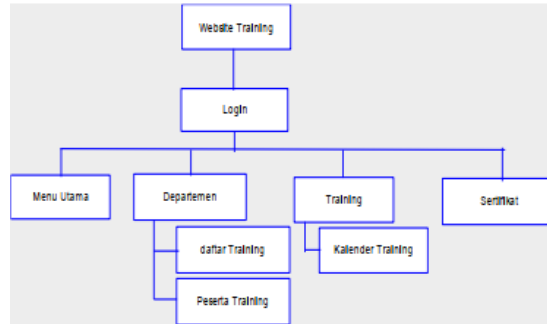 Website Training
Login
Menu Utama
Departemen
Training
Sertifikat
daftar Training
Kalender Training
Peserta Training